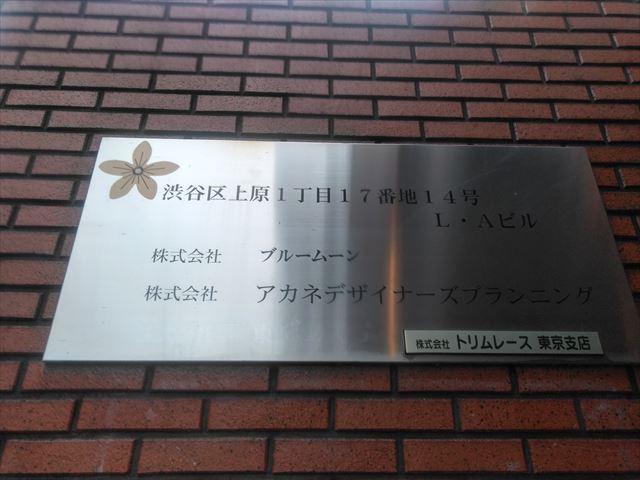 渋谷区上原１丁目１７番地１４号
Ｌ・Ａビル
株式会社 ブルームーン
株式会社 アカネデザイナーズプランニング
株式会社 トリムレース 東京支店